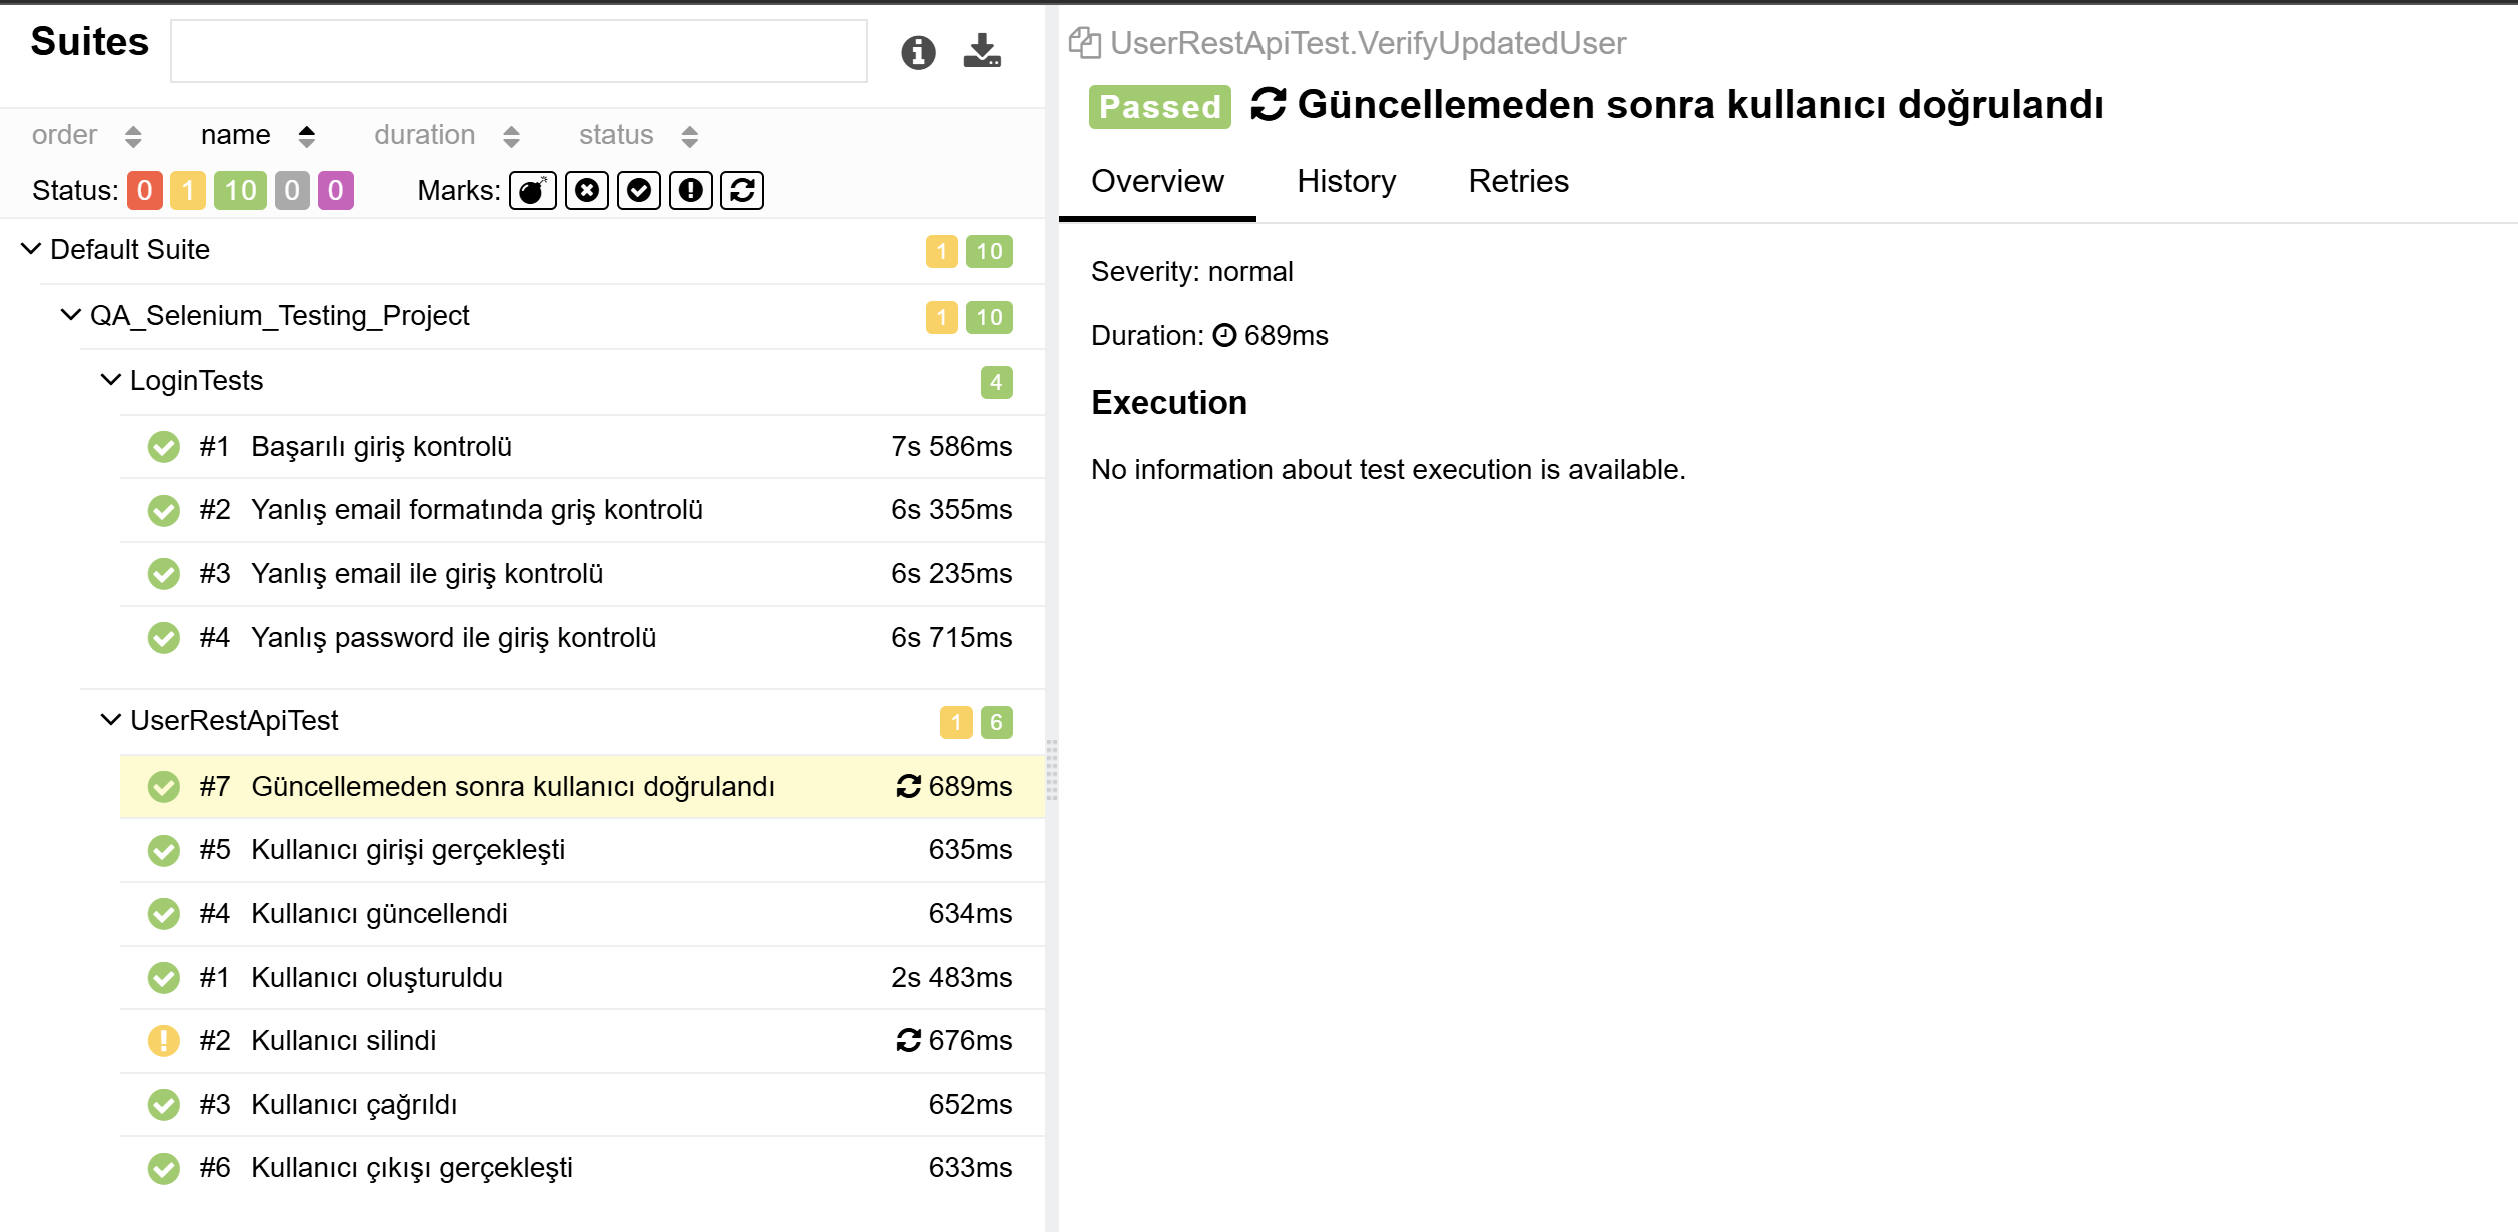 Suites
order name duration status
Status: 0 1 10 0 0 Marks:
Default Suite 1 10
QA_Selenium_Testing_Project 1 10
LoginTests 4
#1 Başarılı giriş kontrolü 7s 586ms
#2 Yanlış email formatında griş kontrolü 6s 355ms
#3 Yanlış email ile giriş kontrolü 6s 235ms
#4 Yanlış password ile giriş kontrolü 6s 715ms
UserRestApiTest 1 6
#7 Güncellemeden sonra kullanıcı doğrulandı 689ms
#5 Kullanıcı girişi gerçekleşti 635ms
#4 Kullanıcı güncellendi 634ms
#1 Kullanıcı oluşturuldu 2s 483ms
#2 Kullanıcı silindi 676ms
#3 Kullanıcı çağrıldı 652ms
#6 Kullanıcı çıkışı gerçekleşti 633ms
UserRestApiTest.VerifyUpdatedUser
Passed Güncellemeden sonra kullanıcı doğrulandı
Overview History Retries
Severity: normal
Duration: 689ms
Execution
No information about test execution is available.